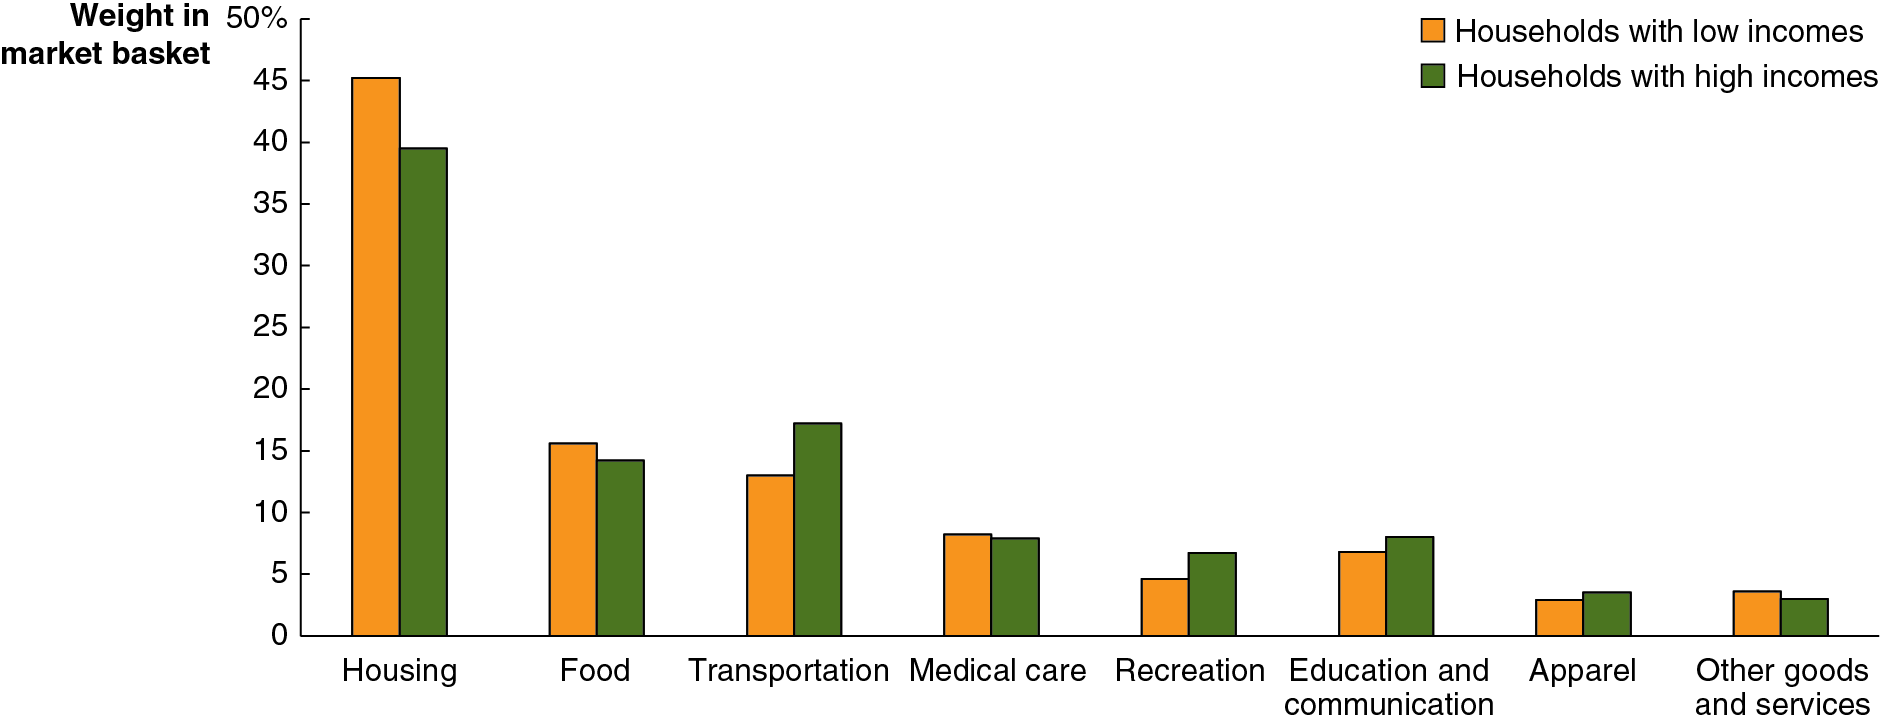 Weight in
market basket
50%
45
40
35
30
25
20
15
10
5
0
Households with low incomes
Households with high incomes
Housing
Food
Transportation
Medical care
Recreation
Education and
communication
Apparel
Other goods
and services